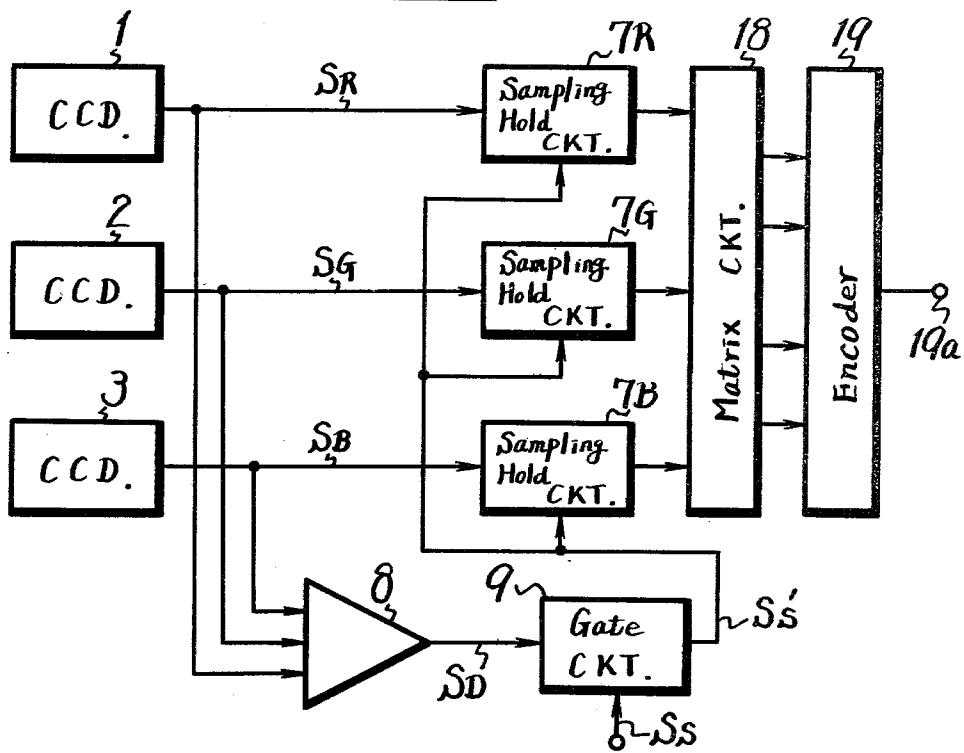 1
7R
18
19
CCD.
SR
Sampling
Hold
CKT.
2
7G
CCD.
SG
Sampling
Hold
CKT.
Matrix CKT.
Encoder
19a
3
7B
CCD.
SB
Sampling
Hold
CKT.
8
9
Gate
CKT.
SD
Ss'
Ss